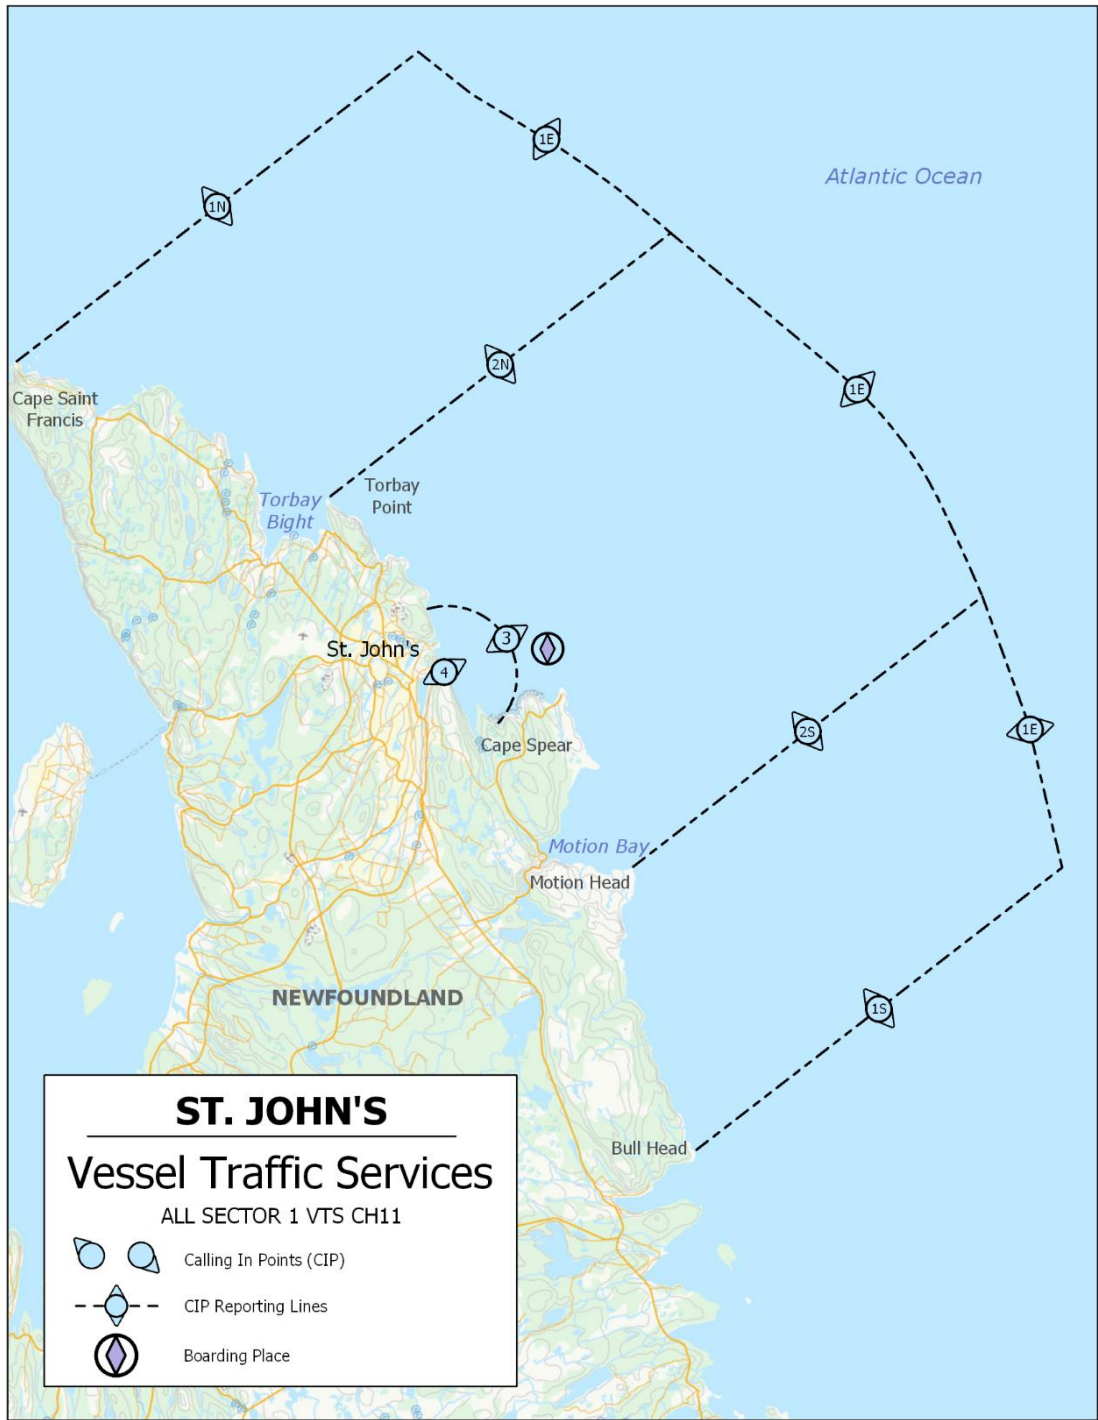 1E
Atlantic Ocean
1N
2N
1E
Cape Saint
Francis
Torbay
Bight
Torbay
Point
3
St. John's
4
2S
1E
Cape Spear
Motion Bay
Motion Head
NEWFOUNDLAND
1S
Bull Head
ST. JOHN'S
Vessel Traffic Services
ALL SECTOR 1 VTS CH11
Calling In Points (CIP)
CIP Reporting Lines
Boarding Place